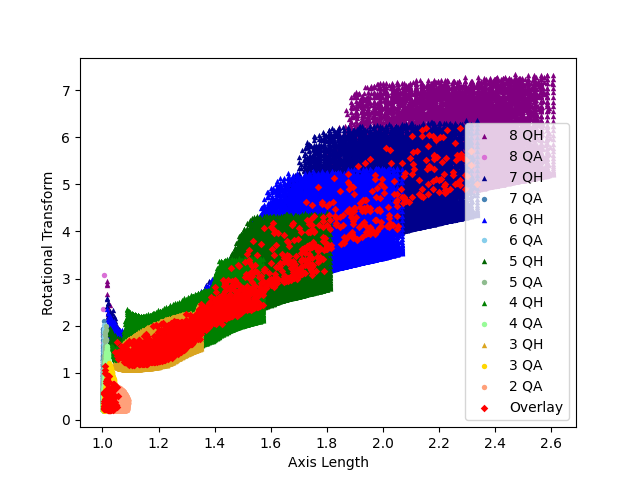 7
6
5
4
3
2
1
0
Rotational Transform
1.0 1.2 1.4 1.6 1.8 2.0 2.2 2.4 2.6
Axis Length
8 QH
8 QA
7 QH
7 QA
6 QH
6 QA
5 QH
5 QA
4 QH
4 QA
3 QH
3 QA
2 QA
Overlay